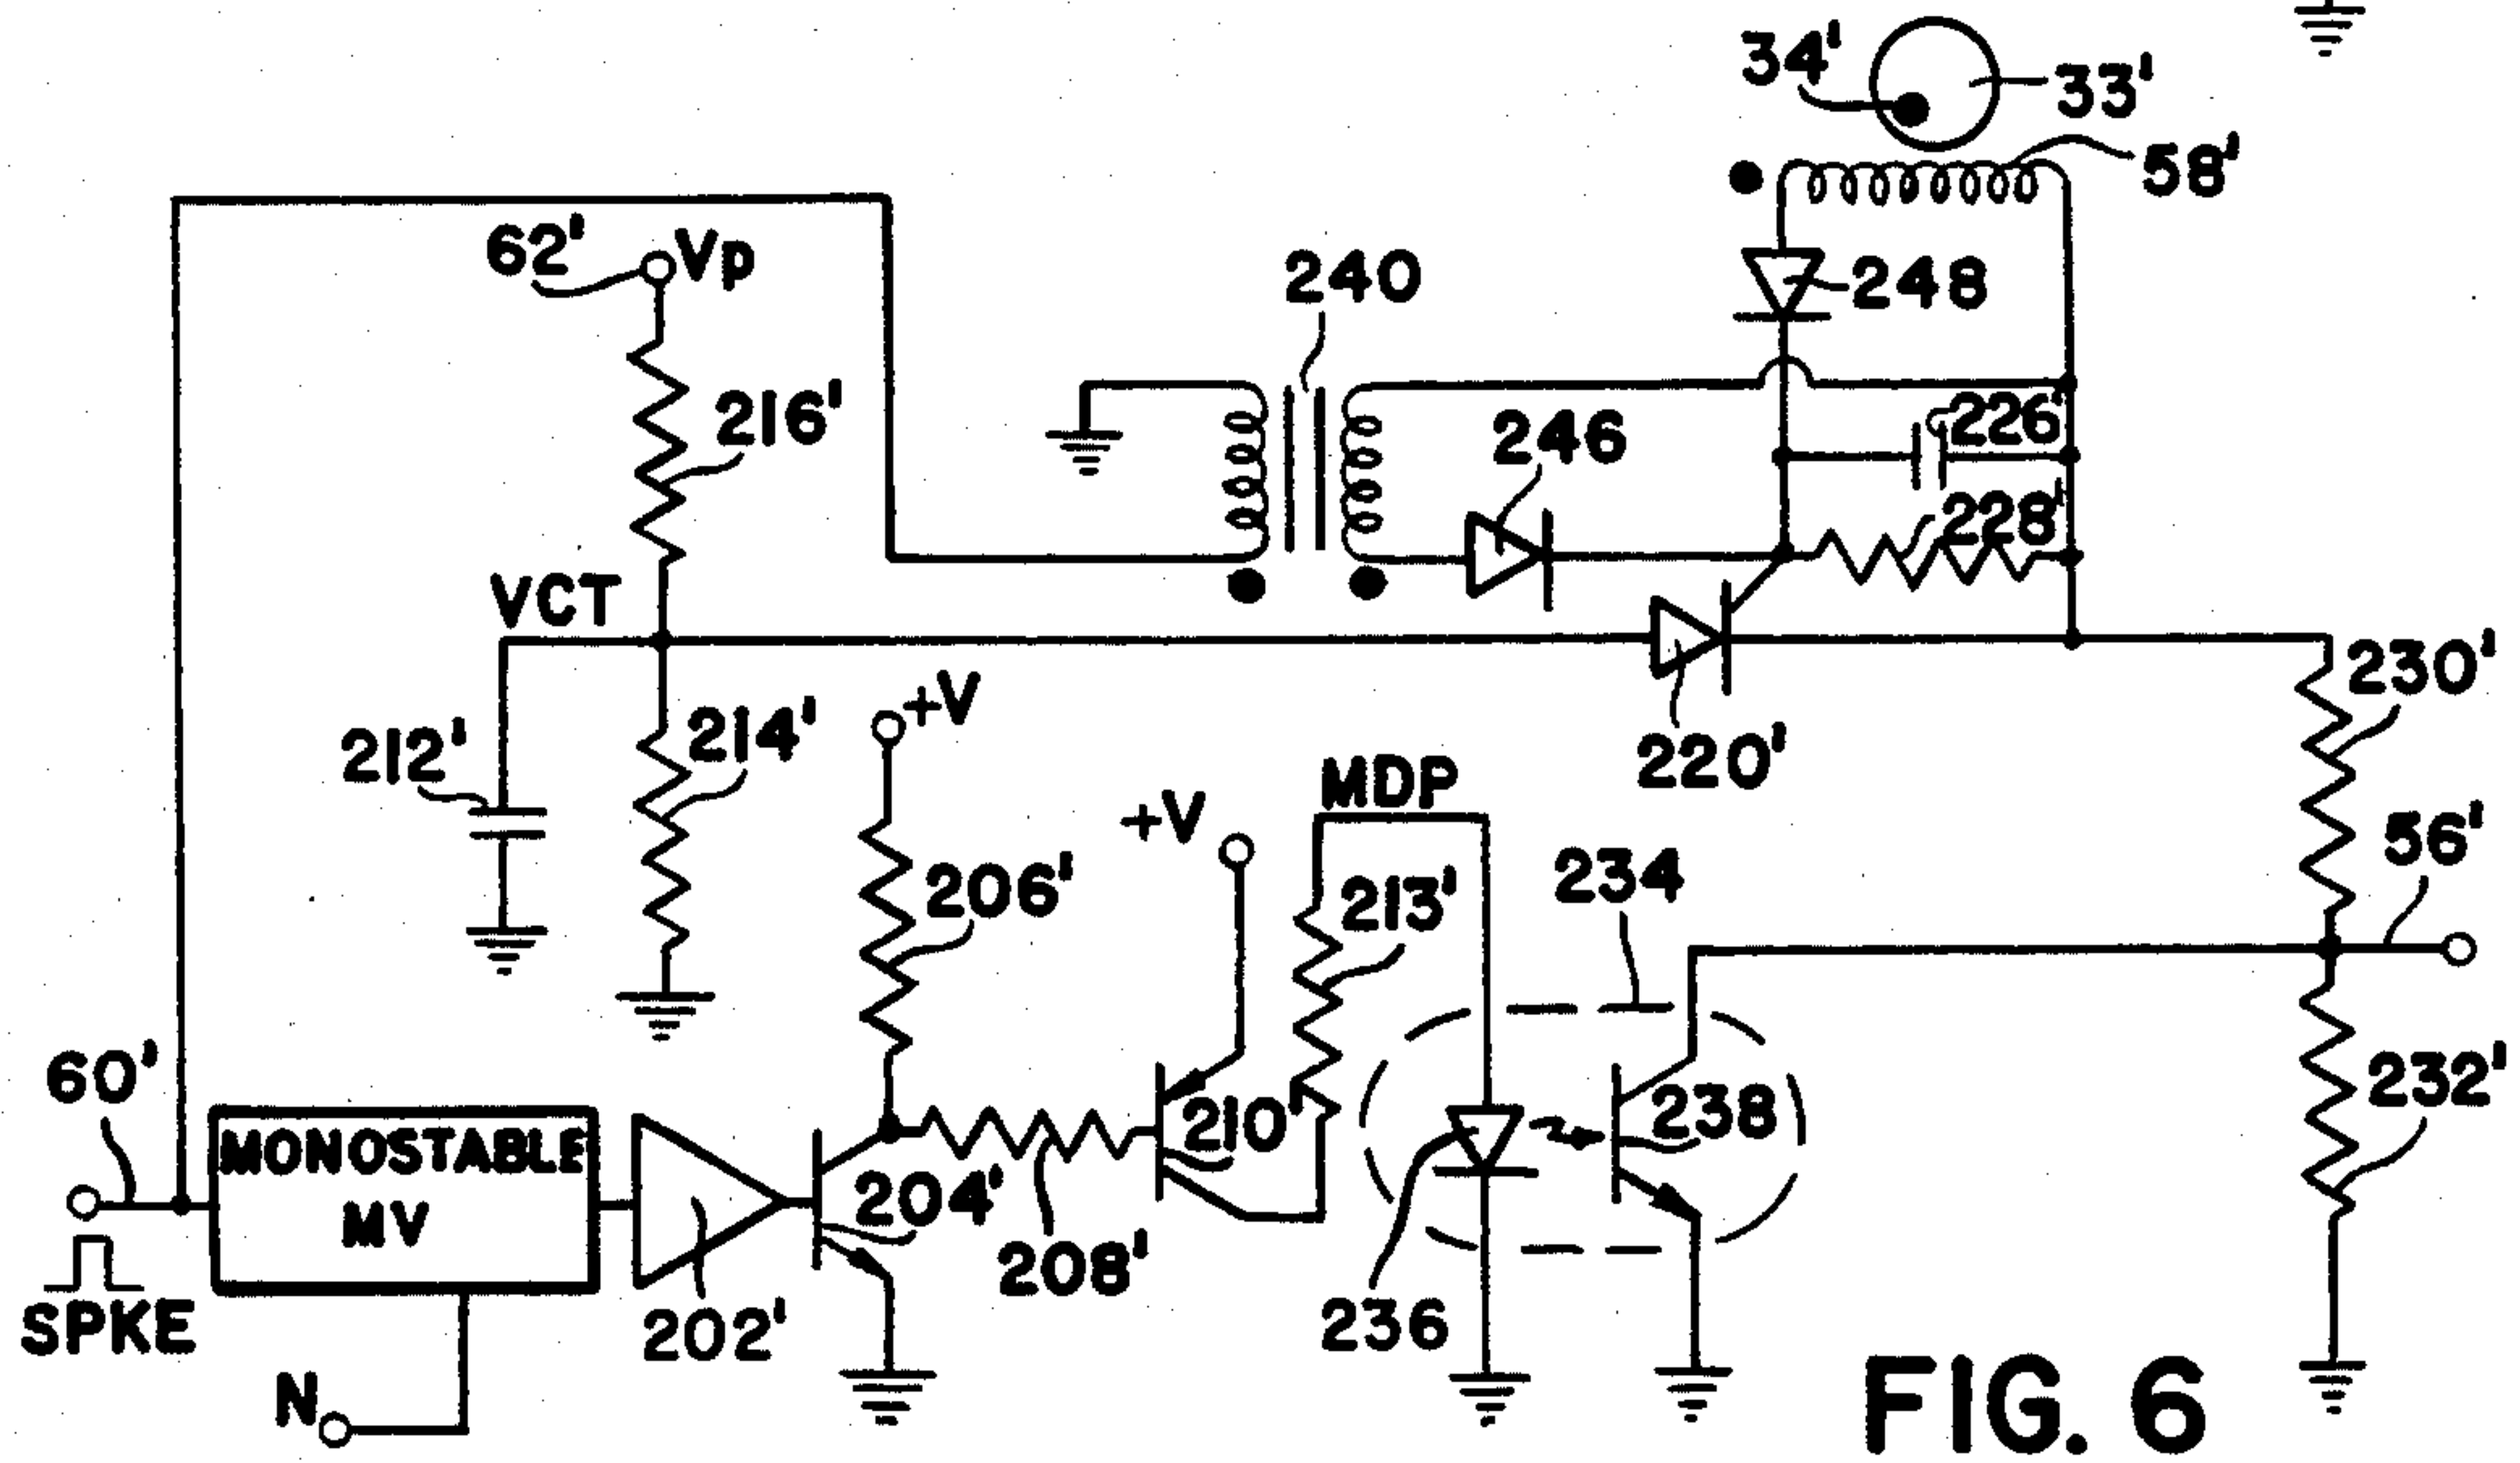 34'
33'
58'
62'
Vp
240
248
216'
246
226'
228'
VCT
+V
230'
212'
214'
220'
MDP
+V
56'
206'
213'
234
60'
210'
238
232'
MONOSTABLE
MV
204'
208'
202'
236
SPKE
N
FIG. 6